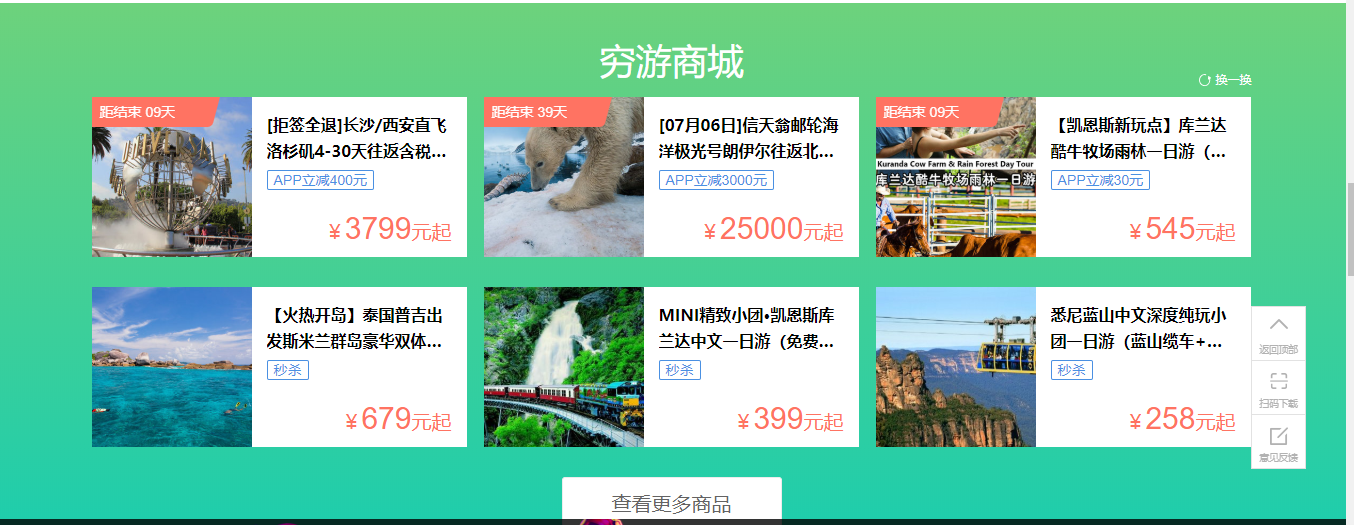 穷游商城
换一换
距结束 09天
[拒签全退]长沙/西安直飞
洛杉矶4-30天往返含税...
APP立减400元
¥3799元起
距结束 39天
[07月06日]信天翁邮轮海
洋极光号朗伊尔往返北...
APP立减3000元
¥25000元起
距结束 09天
Kuranda Cow Farm & Rain Forest Day Tour
库兰达酷牛牧场雨林一日游
【凯恩斯新玩点】库兰达
酷牛牧场雨林一日游（...
APP立减30元
¥545元起
【火热开岛】泰国普吉出
发斯米兰群岛豪华双体...
秒杀
¥679元起
MINI精致小团•凯恩斯库
兰达中文一日游（免费...
秒杀
¥399元起
悉尼蓝山中文深度纯玩小
团一日游（蓝山缆车+...
秒杀
¥258元起
返回顶部
扫码下载
意见反馈
查看更多商品